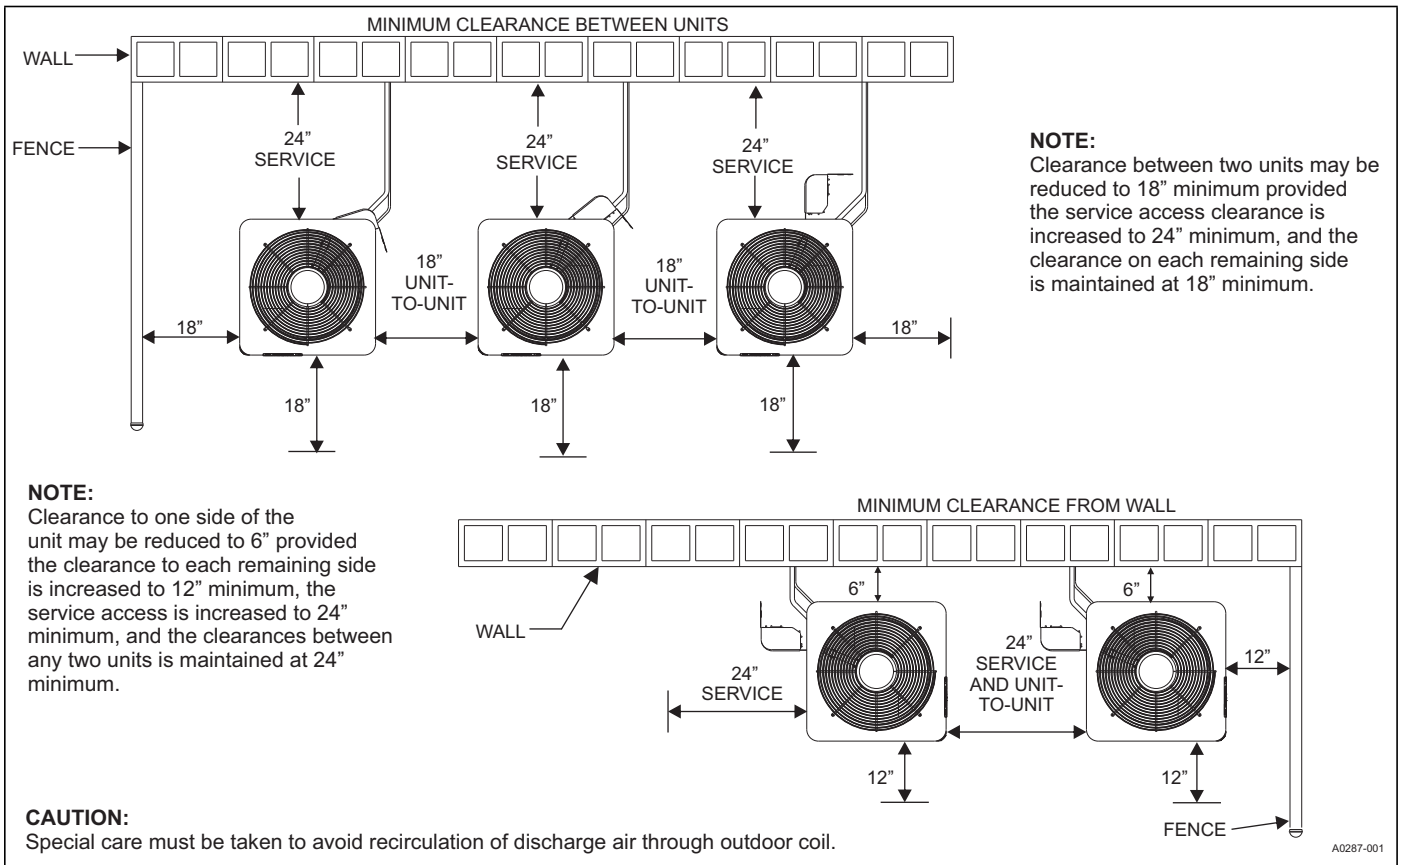 MINIMUM CLEARANCE BETWEEN UNITS
WALL
FENCE
24”
SERVICE
24”
SERVICE
24”
SERVICE
NOTE:
Clearance between two units may be
reduced to 18” minimum provided
the service access clearance is
increased to 24” minimum, and the
clearance on each remaining side
is maintained at 18” minimum.
18”
UNIT-
TO-UNIT
18”
UNIT-
TO-UNIT
18”
18”
18”
18”
18”
NOTE:
Clearance to one side of the
unit may be reduced to 6” provided
the clearance to each remaining side
is increased to 12” minimum, the
service access is increased to 24”
minimum, and the clearances between
any two units is maintained at 24”
minimum.
MINIMUM CLEARANCE FROM WALL
WALL
6”
6”
24”
SERVICE
24”
SERVICE
AND UNIT-
TO-UNIT
12”
12”
12”
FENCE
CAUTION:
Special care must be taken to avoid recirculation of discharge air through outdoor coil.
A0287-001